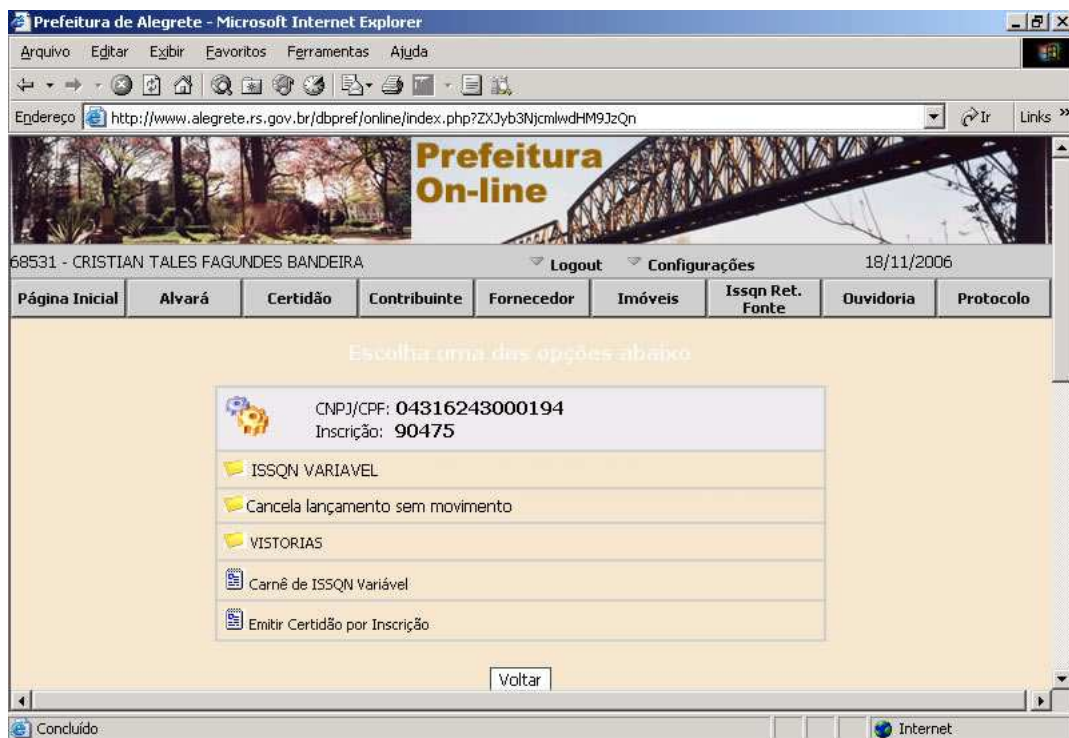 Prefeitura de Alegrete - Microsoft Internet Explorer
Arquivo Editar Exibir Favoritos Ferramentas Ajuda
Endereço http://www.alegrete.rs.gov.br/dbpref/online/index.php?ZXJyb3NjcmlwdHM9JzQn Ir Links »
Prefeitura
On-line
68531 - CRISTIAN TALES FAGUNDES BANDEIRA Logout Configurações 18/11/2006
Página Inicial Alvará Certidão Contribuinte Fornecedor Imóveis Issqn Ret. Fonte Ouvidoria Protocolo
Escolha uma das opções abaixo
CNPJ/CPF: 04316243000194
Inscrição: 90475
ISSQN VARIAVEL
Cancela lançamento sem movimento
VISTORIAS
Carnê de ISSQN Variável
Emitir Certidão por Inscrição
Voltar
Concluído Internet